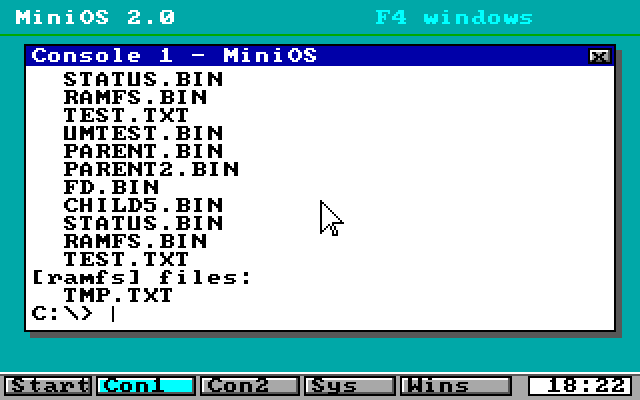 MiniOS 2.0 F4 windows
Console 1 - MiniOS
STATUS.BIN
RAMFS.BIN
TEST.TXT
UMTEST.BIN
PARENT.BIN
PARENT2.BIN
FD.BIN
CHILD5.BIN
STATUS.BIN
RAMFS.BIN
TEST.TXT
[ramfs] files:
TMP.TXT
C:\>
Start Con1 Con2 Sys Wins 18:22